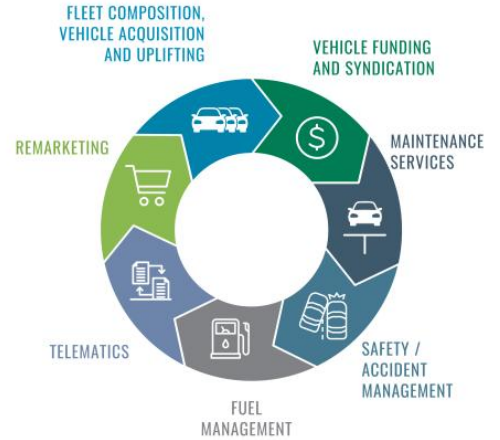 FLEET COMPOSITION,
VEHICLE ACQUISITION
AND UPLIFTING
VEHICLE FUNDING
AND SYNDICATION
$
MAINTENANCE
SERVICES
SAFETY /
ACCIDENT
MANAGEMENT
FUEL
MANAGEMENT
TELEMATICS
REMARKETING